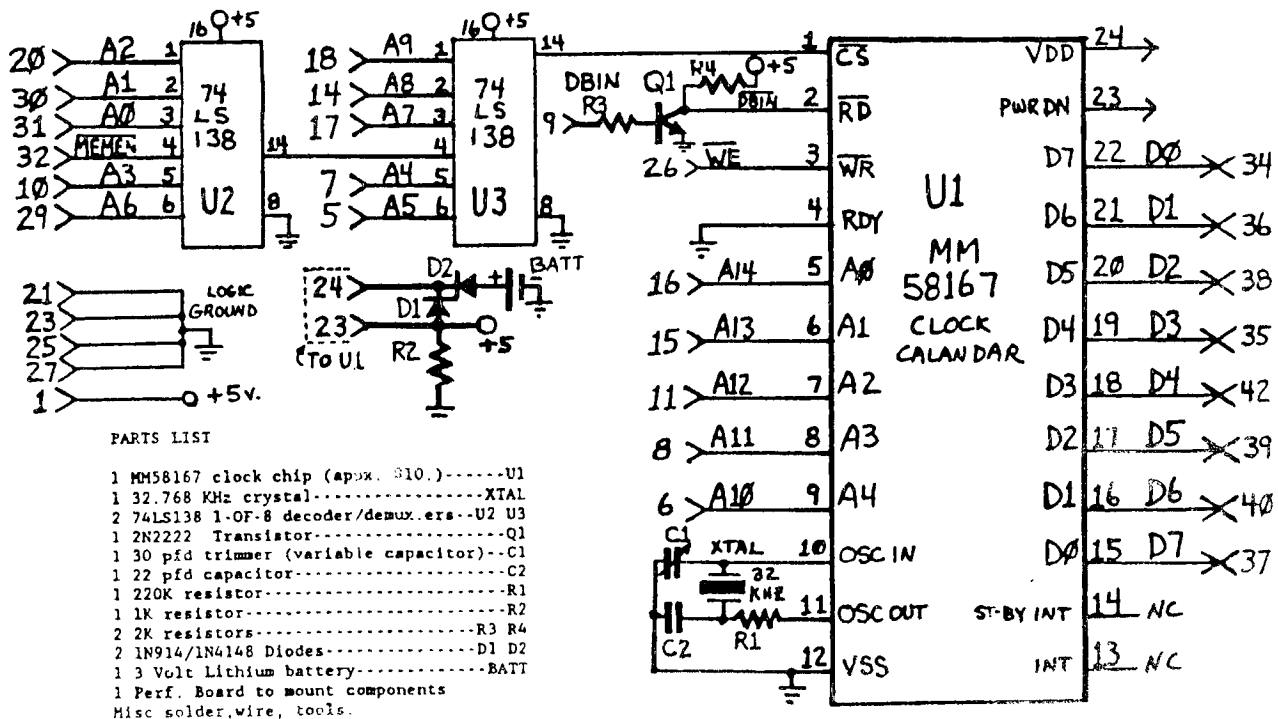 16 +5
20 A2 1
30 A1 2
31 AØ 3
32 MEMEN 4
10 A3 5
29 A6 6
74
LS
138
U2
14
8
16 +5
18 A9 1
14 A8 2
17 A7 3
4
7 A4 5
5 A5 6
74
LS
138
U3
14
8
DBIN
R3
9
Q1
R4
+5
DBIN
26 WE
21
23
25
27
LOGIC
GROUND
1 +5v.
24
23
(TO U1
D2
D1
R2
+ BATT
+5
1 CS
2 RD
3 WR
4 RDY
16 A14 5 AØ
15 A13 6 A1
11 A12 7 A2
8 A11 8 A3
6 A10 9 A4
C1
XTAL
32
KHZ
C2
R1
10 OSC IN
11 OSC OUT
12 VSS
U1
MM
58167
CLOCK
CALANDAR
VDD 24
PWRDN 23
D7 22 DØ 34
D6 21 D1 36
D5 20 D2 38
D4 19 D3 35
D3 18 D4 42
D2 17 D5 39
D1 16 D6 40
DØ 15 D7 37
ST-BY INT 14 NC
INT 13 NC
PARTS LIST
1 MM58167 clock chip (apox. $10.)------U1
1 32.768 KHz crystal-----------------XTAL
2 74LS138 1-OF-8 decoder/demux.ers--U2 U3
1 2N2222 Transistor--------------------Q1
1 30 pfd trimmer (variable capacitor)--C1
1 22 pfd capacitor---------------------C2
1 220K resistor------------------------R1
1 1K resistor--------------------------R2
2 2K resistors----------------------R3 R4
2 1N914/1N4148 Diodes---------------D1 D2
1 3 Volt Lithium battery------------BATT
1 Perf. Board to mount components
Misc solder,wire, tools.